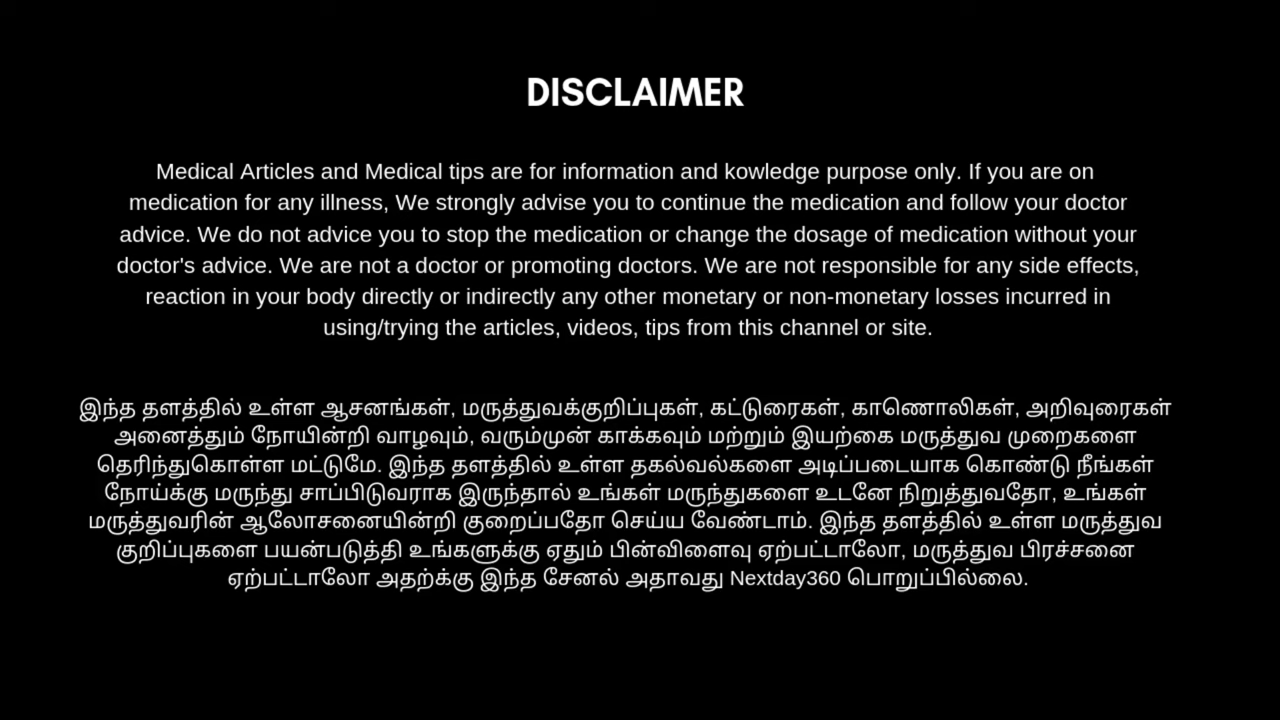 DISCLAIMER
Medical Articles and Medical tips are for information and kowledge purpose only. If you are on
medication for any illness, We strongly advise you to continue the medication and follow your doctor
advice. We do not advice you to stop the medication or change the dosage of medication without your
doctor's advice. We are not a doctor or promoting doctors. We are not responsible for any side effects,
reaction in your body directly or indirectly any other monetary or non-monetary losses incurred in
using/trying the articles, videos, tips from this channel or site.
இந்த தளத்தில் உள்ள ஆசனங்கள், மருத்துவக்குறிப்புகள், கட்டுரைகள், காணொலிகள், அறிவுரைகள்
அனைத்தும் நோயின்றி வாழவும், வரும்முன் காக்கவும் மற்றும் இயற்கை மருத்துவ முறைகளை
தெரிந்துகொள்ள மட்டுமே. இந்த தளத்தில் உள்ள தகல்வல்களை அடிப்படையாக கொண்டு நீங்கள்
நோய்க்கு மருந்து சாப்பிடுவராக இருந்தால் உங்கள் மருந்துகளை உடனே நிறுத்துவதோ, உங்கள்
மருத்துவரின் ஆலோசனையின்றி குறைப்பதோ செய்ய வேண்டாம். இந்த தளத்தில் உள்ள மருத்துவ
குறிப்புகளை பயன்படுத்தி உங்களுக்கு ஏதும் பின்விளைவு ஏற்பட்டாலோ, மருத்துவ பிரச்சனை
ஏற்பட்டாலோ அதற்க்கு இந்த சேனல் அதாவது Nextday360 பொறுப்பில்லை.